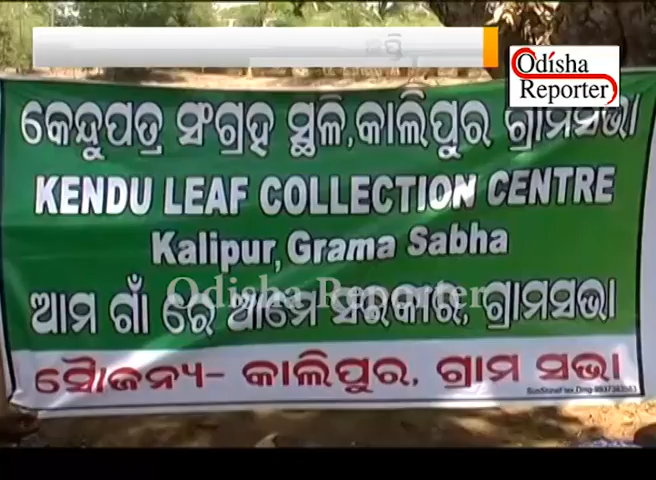 Odisha
Reporter
କେନ୍ଦୁପତ୍ର ସଂଗ୍ରହ ସ୍ଥଳି,କାଲିପୁର ଗ୍ରାମସଭା
KENDU LEAF COLLECTION CENTRE
Kalipur, Grama Sabha
ଆମ ଗାଁ ରେ ଆମେ ସରକାର, ଗ୍ରାମସଭା
Odisha Reporter
ସୌଜନ୍ୟ- କାଲିପୁର, ଗ୍ରାମ ସଭା